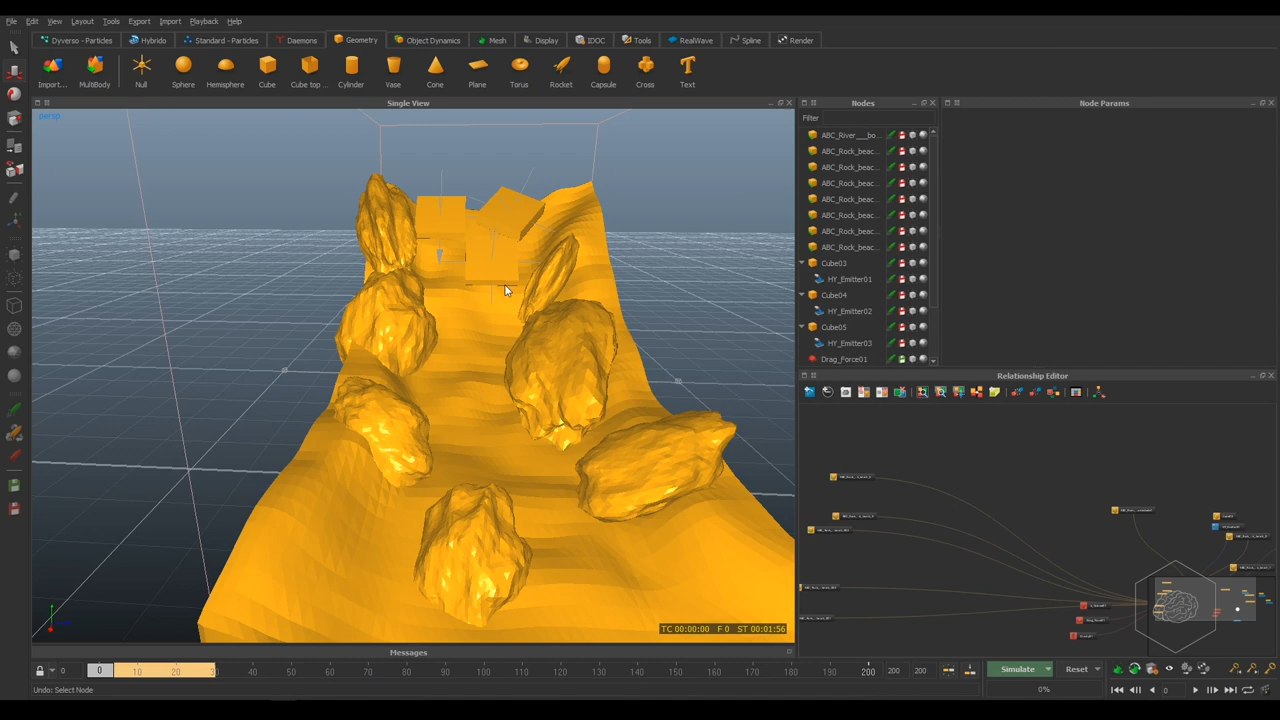 File Edit View Layout Tools Export Import Playback Help
Dyverso - Particles Hybrido Standard - Particles Daemons Geometry Object Dynamics Mesh Display IDOC Tools RealWave Spline Render
Import... MultiBody Null Sphere Hemisphere Cube Cube top ... Cylinder Vase Cone Plane Torus Rocket Capsule Cross Text
Single View
Nodes
Node Params
persp
Filter
ABC_River___bo...
ABC_Rock_beac...
ABC_Rock_beac...
ABC_Rock_beac...
ABC_Rock_beac...
ABC_Rock_beac...
ABC_Rock_beac...
ABC_Rock_beac...
Cube03
HY_Emitter01
Cube04
HY_Emitter02
Cube05
HY_Emitter03
Drag_Force01
Relationship Editor
TC 00:00:00 F 0 ST 00:01:56
Messages
0 0 10 20 30 40 50 60 70 80 90 100 110 120 130 140 150 160 170 180 190 200 200 200
Simulate Reset
Undo: Select Node
0%
0